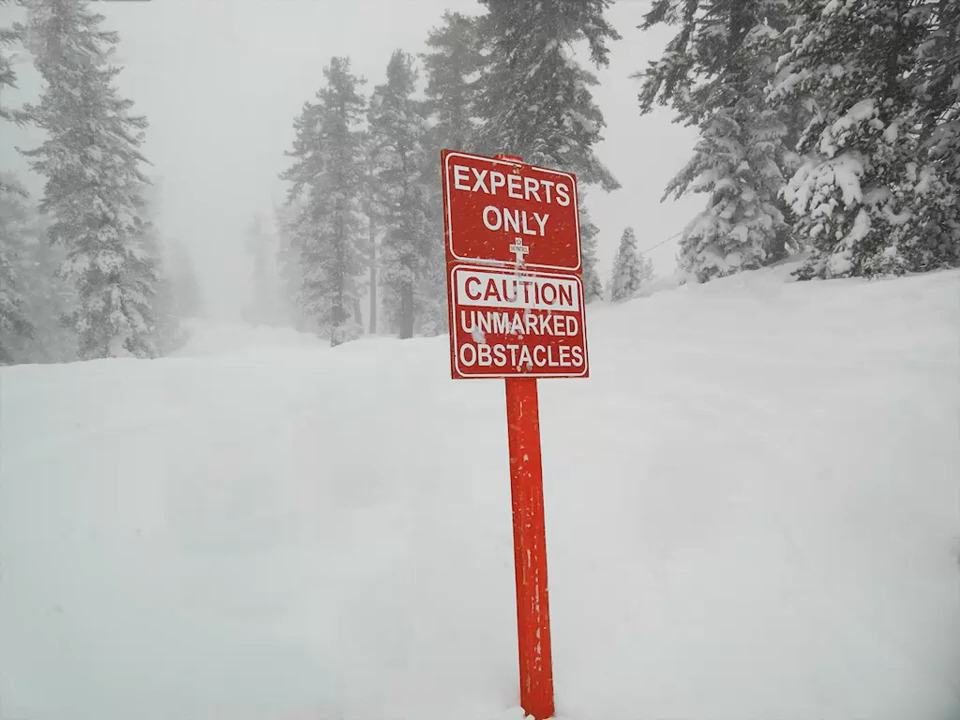 EXPERTS
ONLY
CAUTION
UNMARKED
OBSTACLES